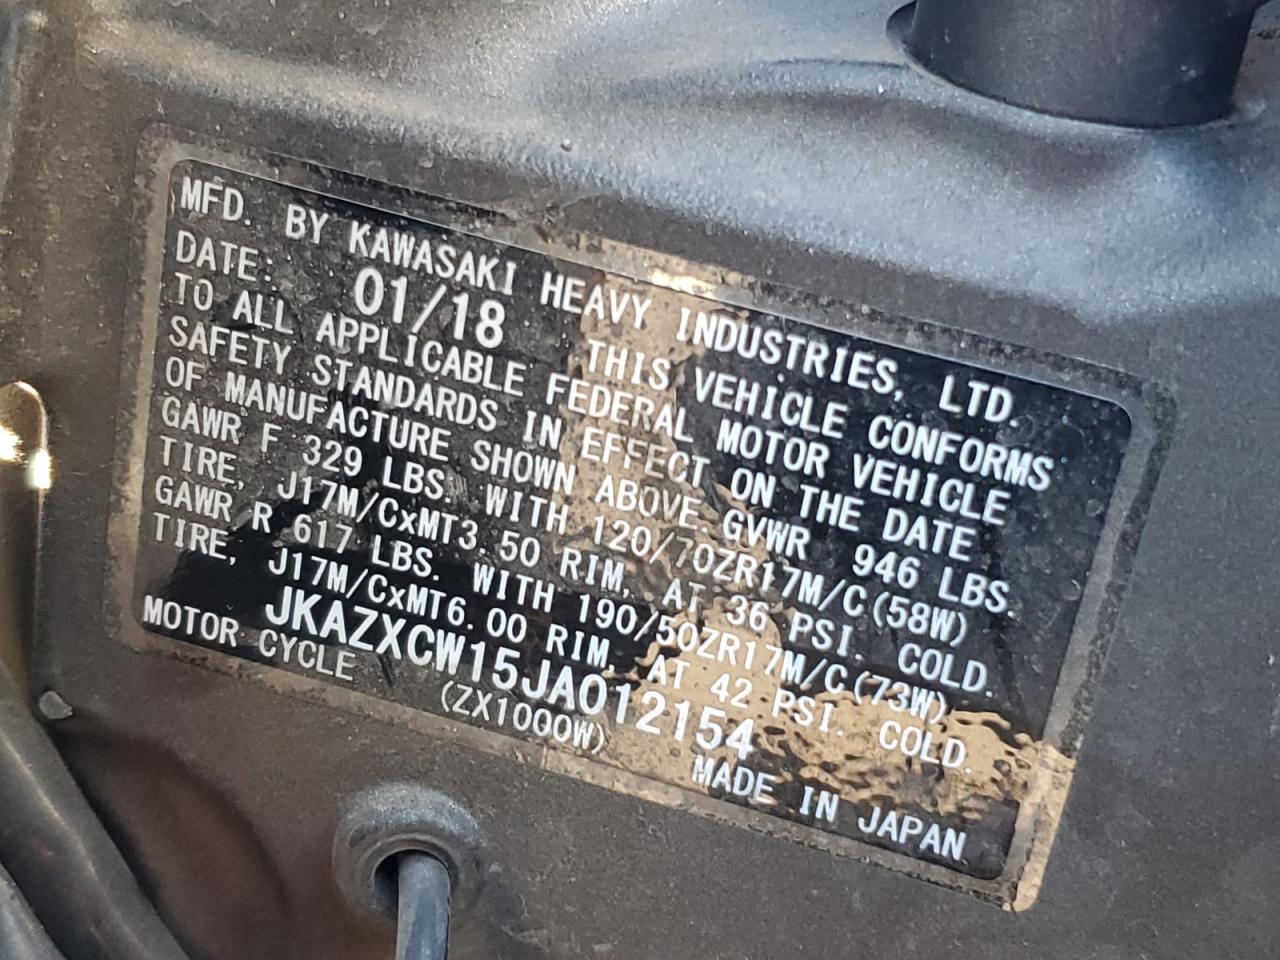 MFD. BY KAWASAKI HEAVY INDUSTRIES, LTD.
DATE: 01/18 THIS VEHICLE CONFORMS
TO ALL APPLICABLE FEDERAL MOTOR VEHICLE
SAFETY STANDARDS IN EFFECT ON THE DATE
OF MANUFACTURE SHOWN ABOVE. GVWR 946 LBS.
GAWR F 329 LBS. WITH 120/70ZR17M/C(58W)
TIRE, J17M/CxMT3.50 RIM, AT 36 PSI. COLD.
GAWR R 617 LBS. WITH 190/50ZR17M/C(73W)
TIRE, J17M/CxMT6.00 RIM, AT 42 PSI. COLD.
JKAZXCW15JA012154
MOTOR CYCLE (ZX1000W)
MADE IN JAPAN